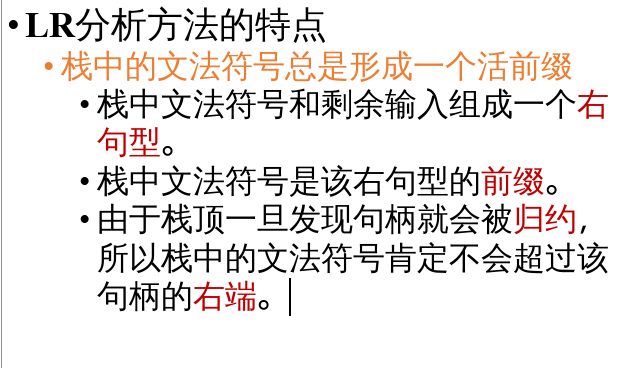 • LR分析方法的特点
• 栈中的文法符号总是形成一个活前缀
• 栈中文法符号和剩余输入组成一个右
句型。
• 栈中文法符号是该右句型的前缀。
• 由于栈顶一旦发现句柄就会被归约，
所以栈中的文法符号肯定不会超过该
句柄的右端。